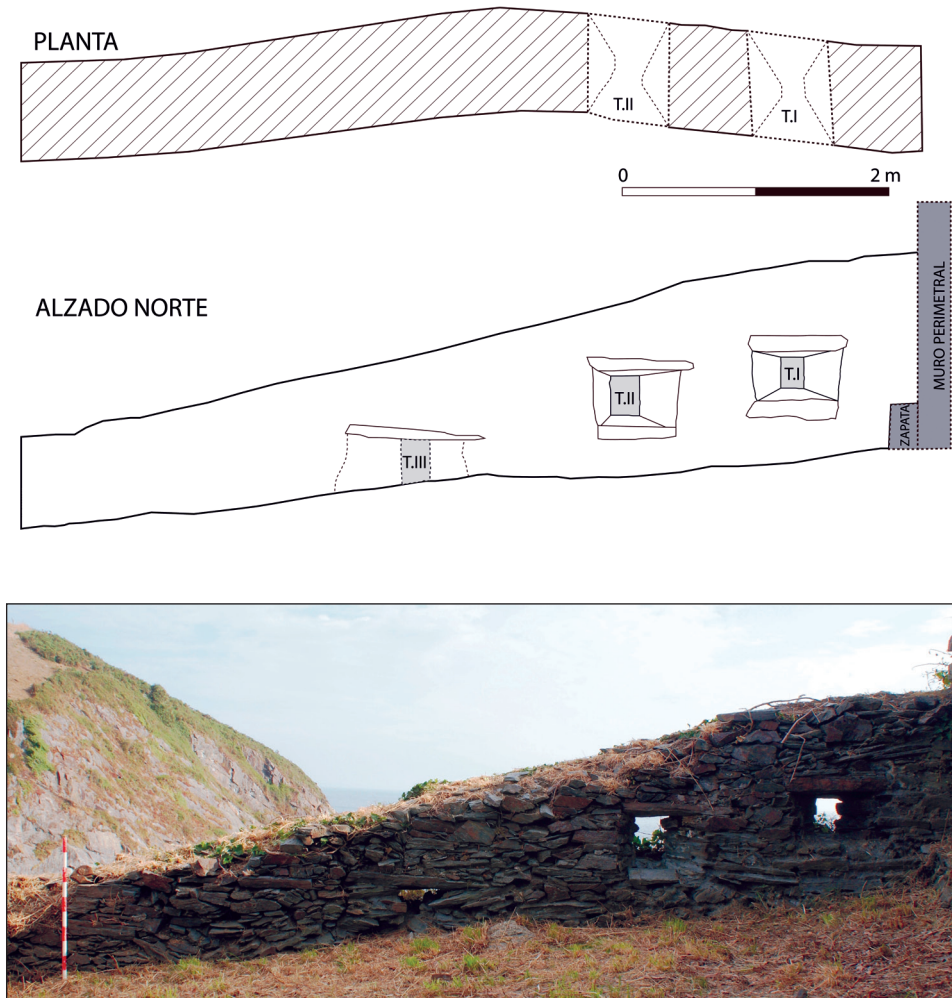 PLANTA
T.II
T.I
0 2 m
ALZADO NORTE
MURO PERIMETRAL
T.I
T.II
ZAPATA
T.III